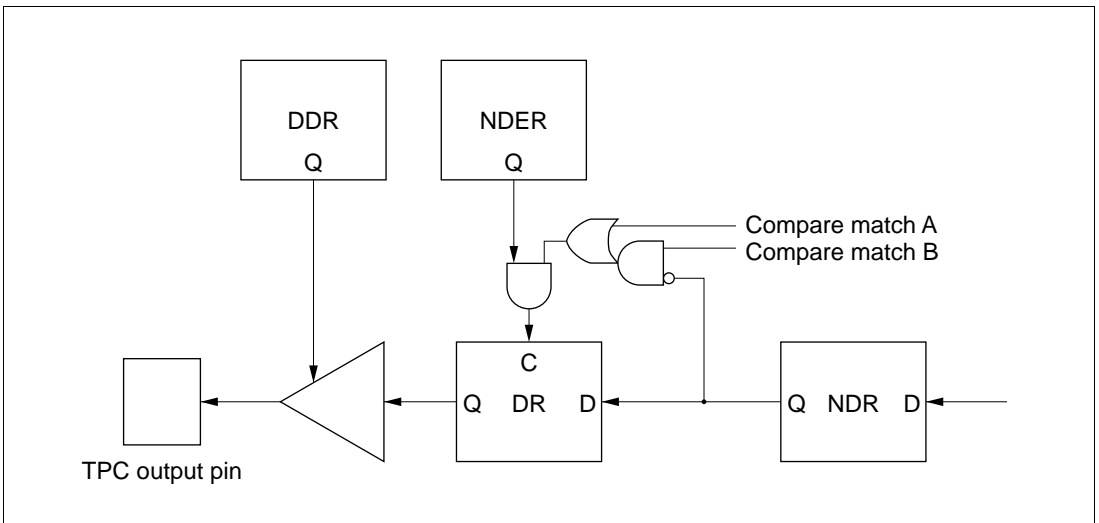 DDR
Q
NDER
Q
Compare match A
Compare match B
C
Q DR D
Q NDR D
TPC output pin